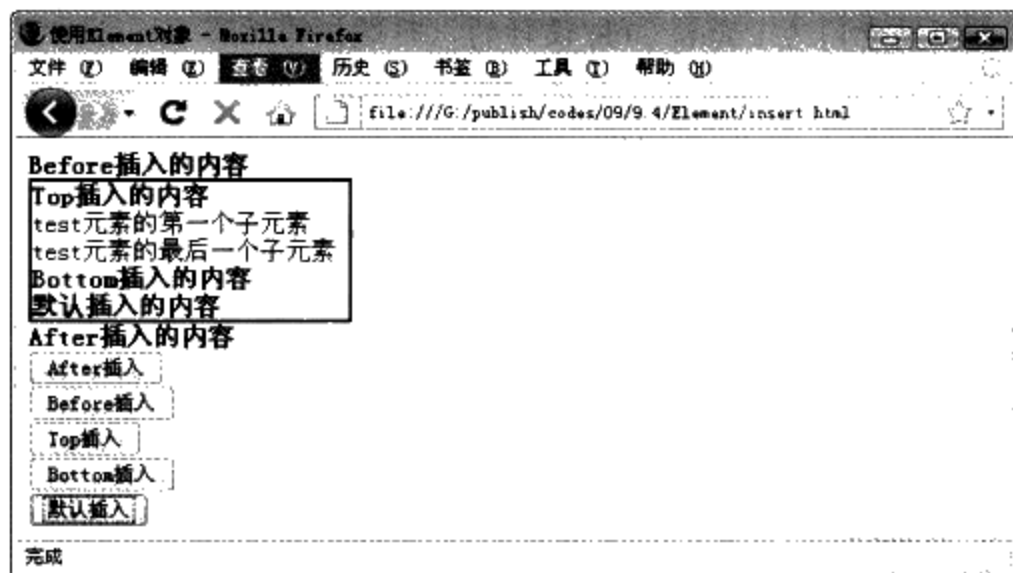 使用Element对象 - Mozilla Firefox
文件 (F) 编辑 (E) 查看 (V) 历史 (S) 书签 (B) 工具 (T) 帮助 (H)
file:///G:/publish/codes/09/9.4/Element/insert html
Before插入的内容
Top插入的内容
test元素的第一个子元素
test元素的最后一个子元素
Bottom插入的内容
默认插入的内容
After插入的内容
After插入
Before插入
Top插入
Bottom插入
默认插入
完成